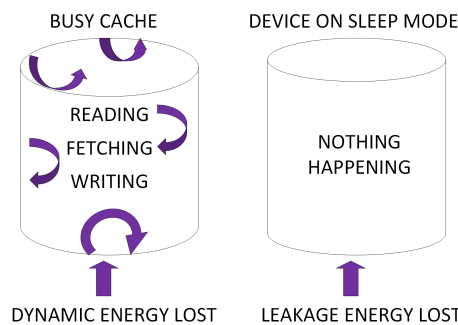 BUSY CACHE
READING
FETCHING
WRITING
DYNAMIC ENERGY LOST
DEVICE ON SLEEP MODE
NOTHING
HAPPENING
LEAKAGE ENERGY LOST